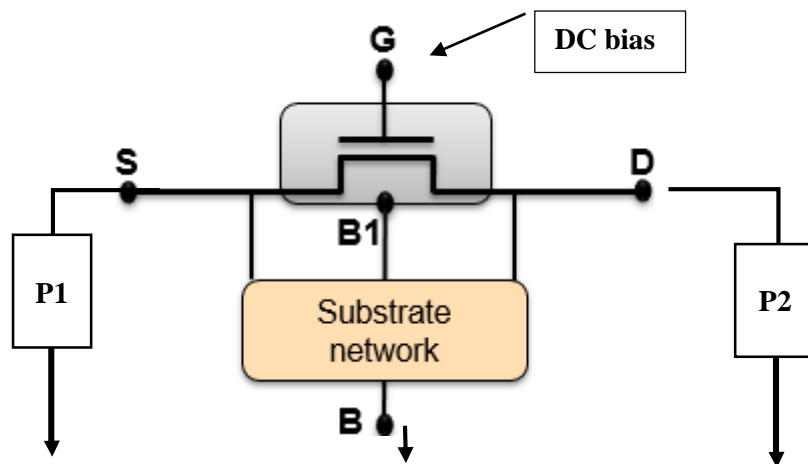 G
DC bias
S
D
B1
P1
P2
Substrate
network
B